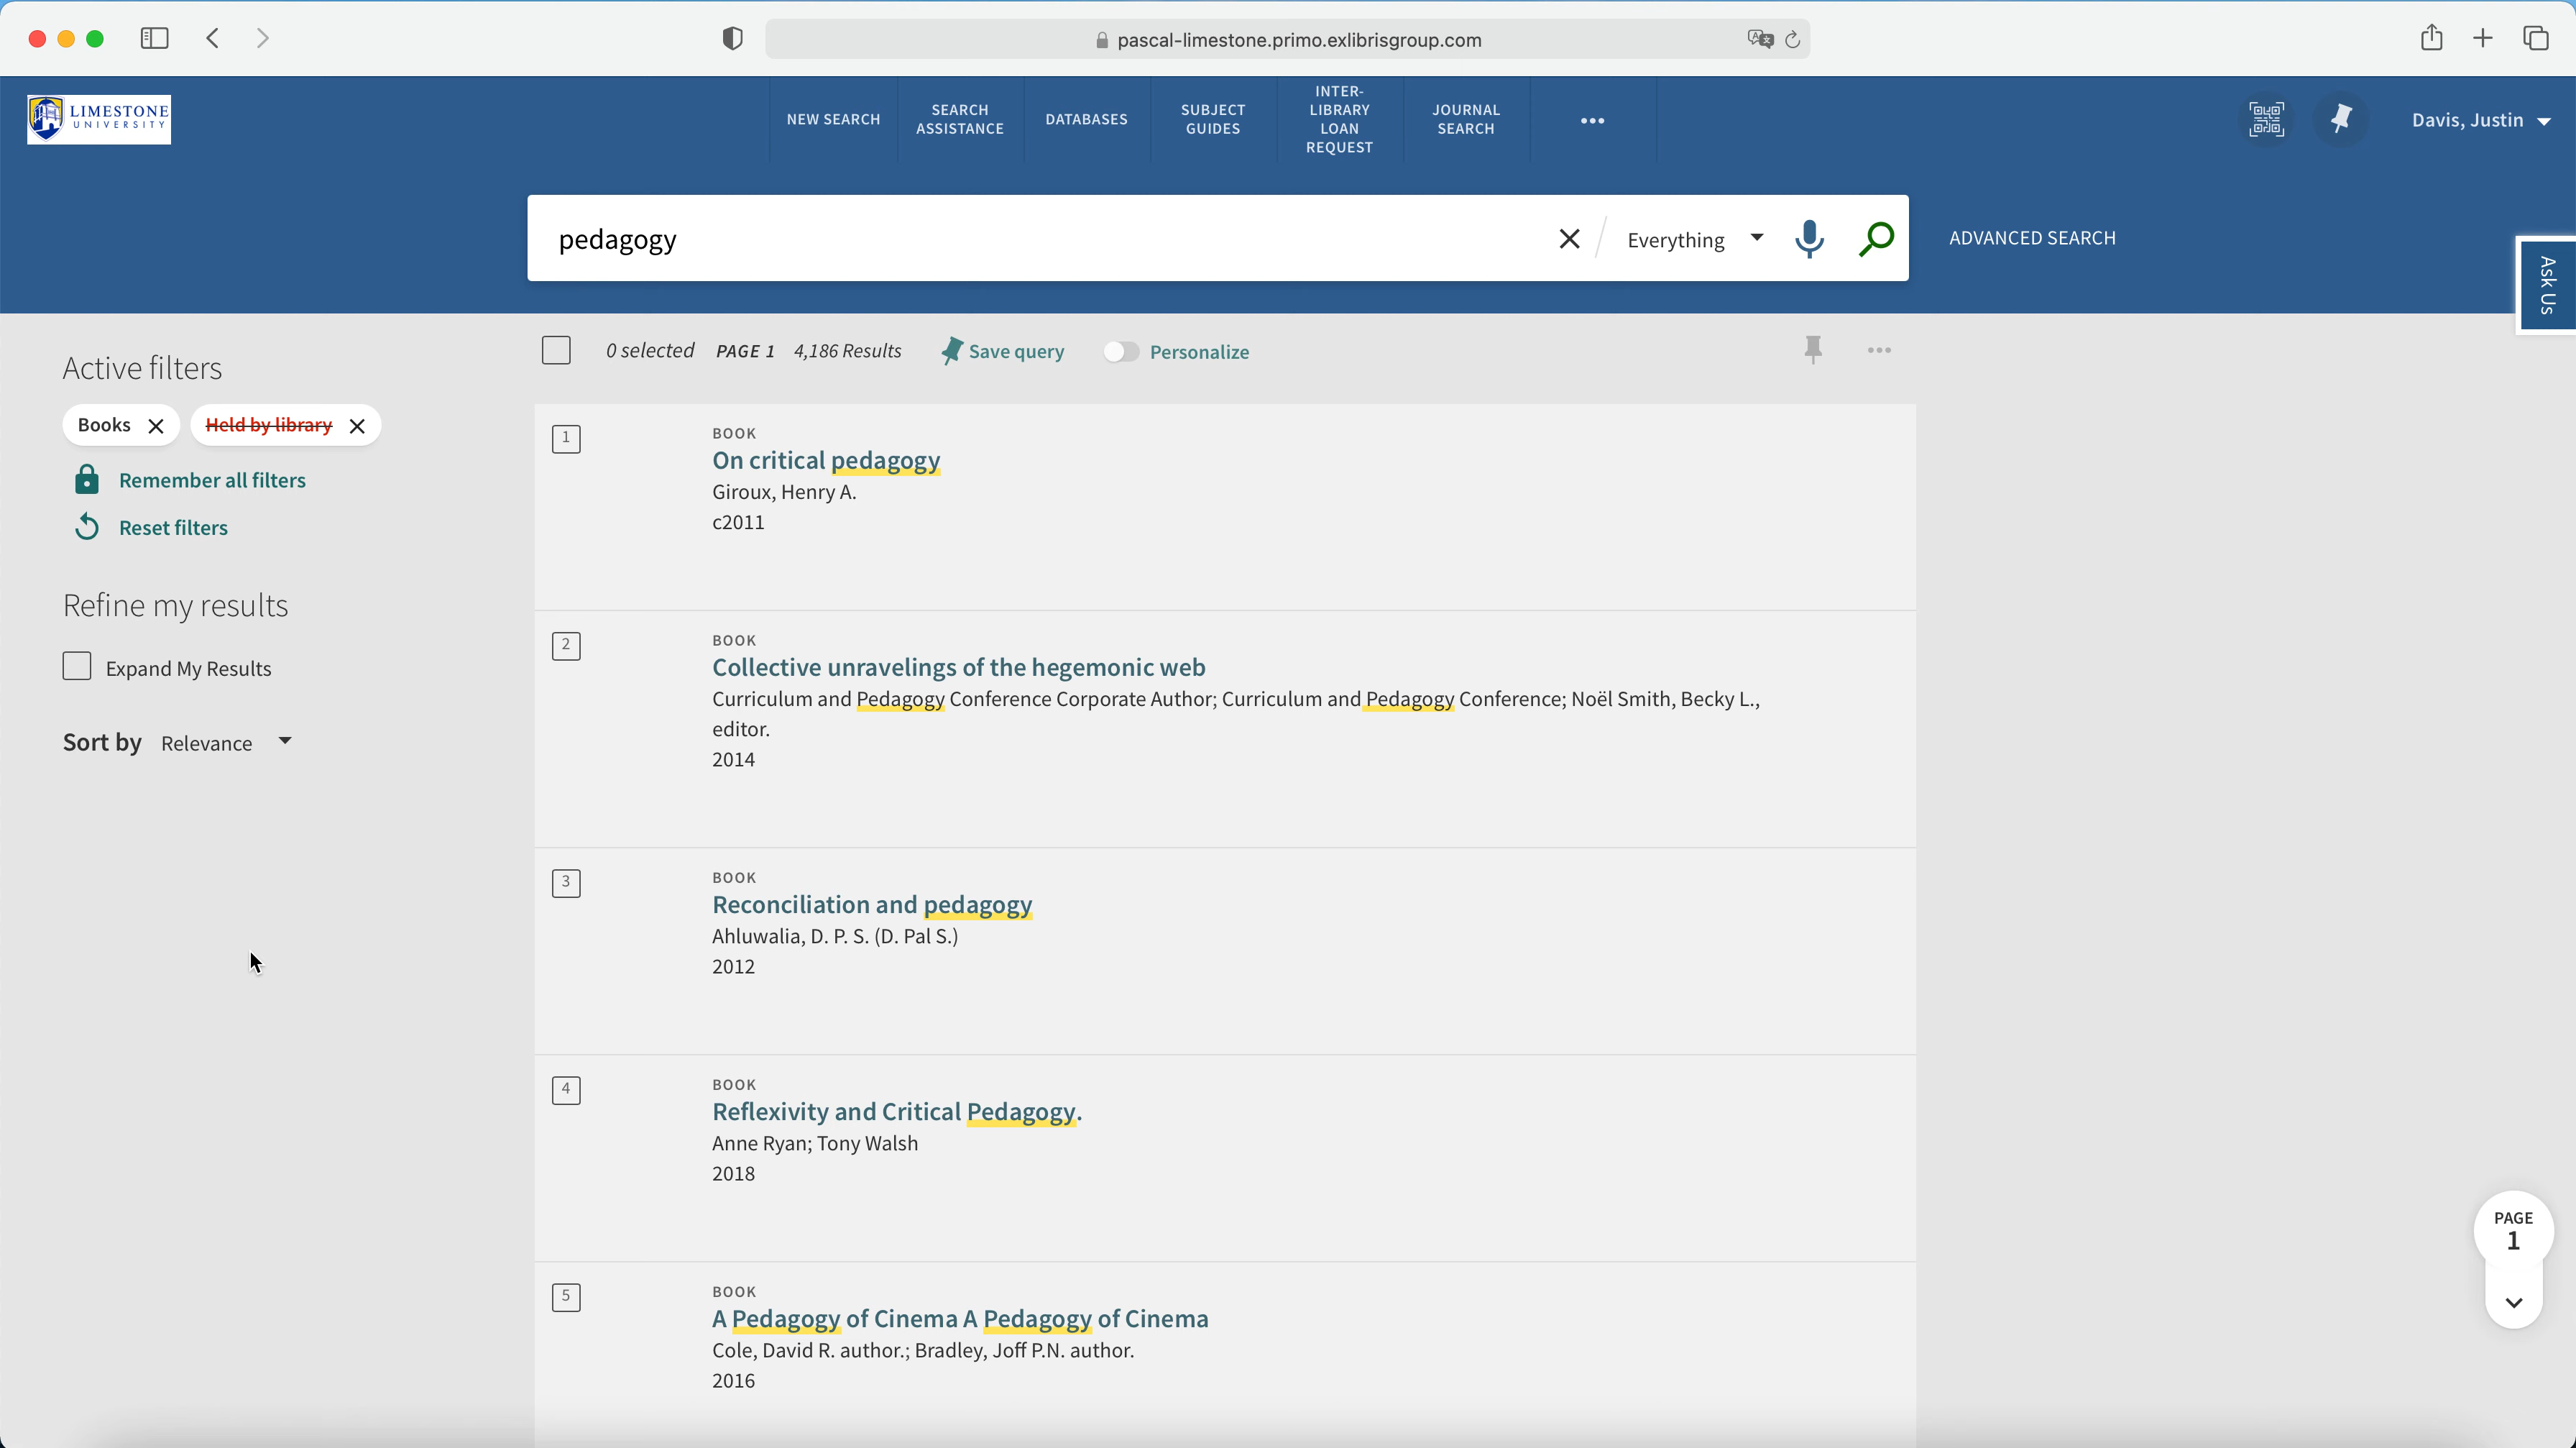 pascal-limestone.primo.exlibrisgroup.com
LIMESTONE
UNIVERSITY
NEW SEARCH
SEARCH
ASSISTANCE
DATABASES
SUBJECT
GUIDES
INTER-
LIBRARY
LOAN
REQUEST
JOURNAL
SEARCH
Davis, Justin
pedagogy
Everything
ADVANCED SEARCH
Ask Us
Active filters
Books
Held by library
Remember all filters
Reset filters
Refine my results
Expand My Results
Sort by Relevance
0 selected PAGE 1 4,186 Results Save query Personalize
1
BOOK
On critical pedagogy
Giroux, Henry A.
c2011
2
BOOK
Collective unravelings of the hegemonic web
Curriculum and Pedagogy Conference Corporate Author; Curriculum and Pedagogy Conference; Noël Smith, Becky L.,
editor.
2014
3
BOOK
Reconciliation and pedagogy
Ahluwalia, D. P. S. (D. Pal S.)
2012
4
BOOK
Reflexivity and Critical Pedagogy.
Anne Ryan; Tony Walsh
2018
5
BOOK
A Pedagogy of Cinema A Pedagogy of Cinema
Cole, David R. author.; Bradley, Joff P.N. author.
2016
PAGE
1